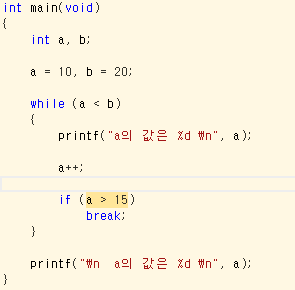 int main(void)
{
    int a, b;
    a = 10, b = 20;
    while (a < b)
    {
        printf("a의 값은 %d ₩n", a);
        a++;
        if (a > 15)
            break;
    }
    printf("₩n  a의 값은 %d ₩n", a);
}